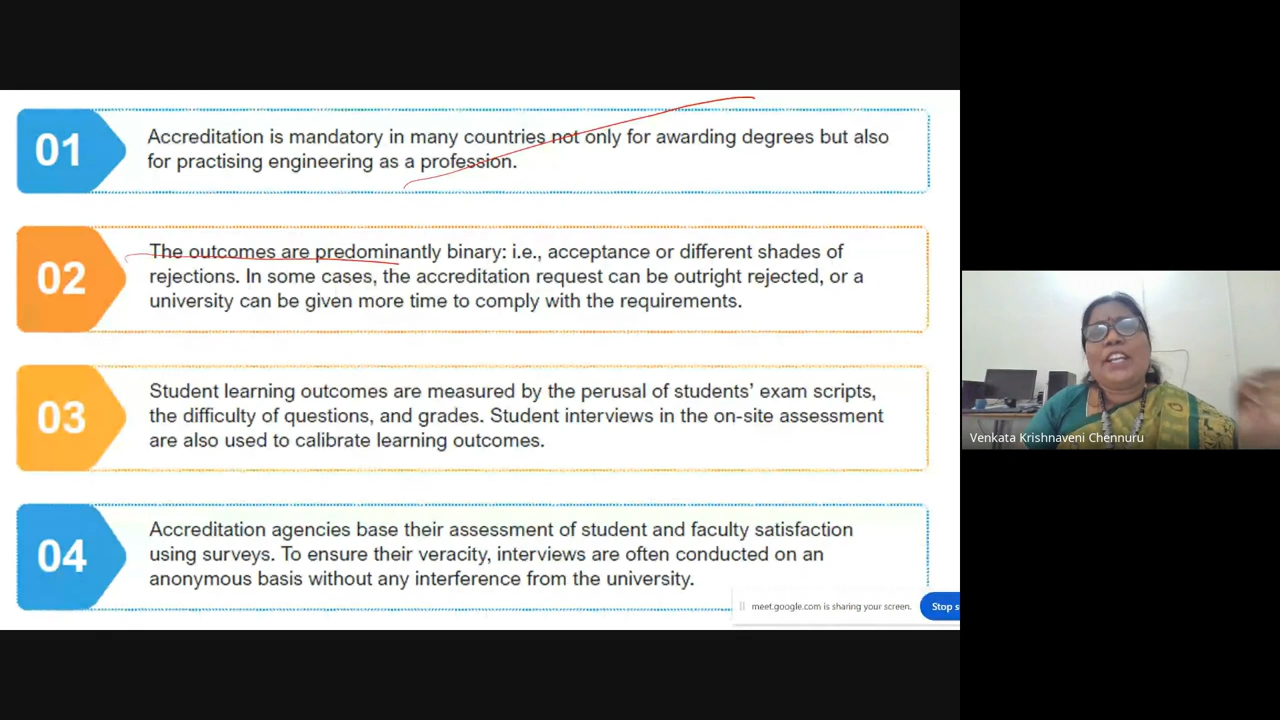 01
Accreditation is mandatory in many countries not only for awarding degrees but also
for practising engineering as a profession.
02
The outcomes are predominantly binary: i.e., acceptance or different shades of
rejections. In some cases, the accreditation request can be outright rejected, or a
university can be given more time to comply with the requirements.
03
Student learning outcomes are measured by the perusal of students’ exam scripts,
the difficulty of questions, and grades. Student interviews in the on-site assessment
are also used to calibrate learning outcomes.
Venkata Krishnaveni Chennuru
04
Accreditation agencies base their assessment of student and faculty satisfaction
using surveys. To ensure their veracity, interviews are often conducted on an
anonymous basis without any interference from the university.
meet.google.com is sharing your screen.
Stop s